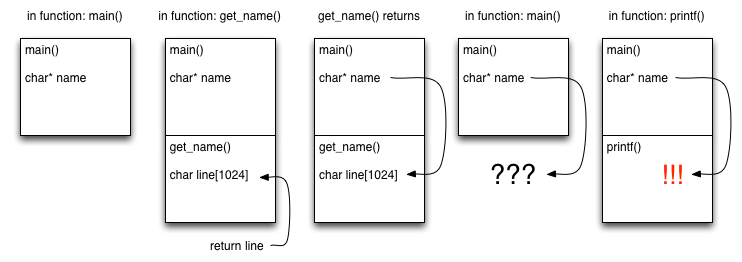 in function: main()
in function: get_name()
get_name() returns
in function: main()
in function: printf()
main()
char* name
main()
char* name
get_name()
char line[1024]
return line
main()
char* name
get_name()
char line[1024]
main()
char* name
???
main()
char* name
printf()
!!!